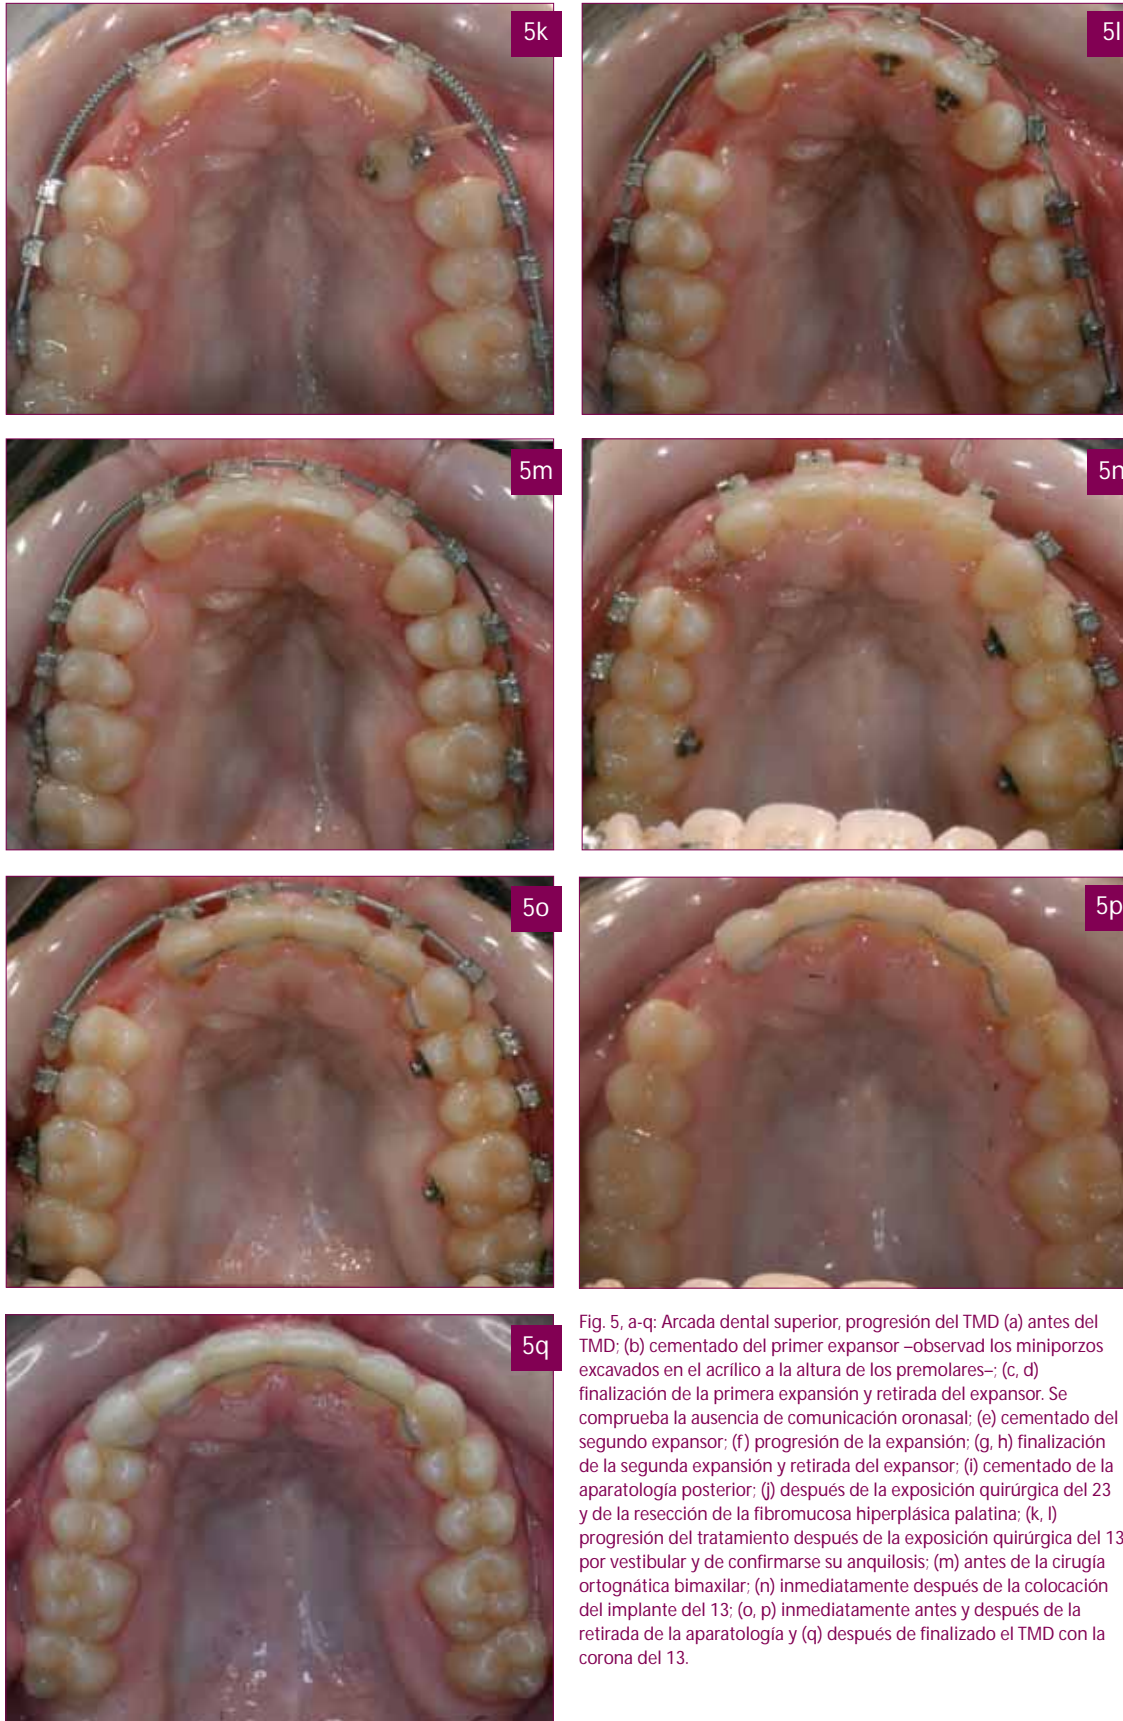 5k
5l
5m
5n
5o
5p
5q
Fig. 5, a-q: Arcada dental superior, progresión del TMD (a) antes del
TMD; (b) cementado del primer expansor –observad los miniporzos
excavados en el acrílico a la altura de los premolares–; (c, d)
finalización de la primera expansión y retirada del expansor. Se
comprueba la ausencia de comunicación oronasal; (e) cementado del
segundo expansor; (f) progresión de la expansión; (g, h) finalización
de la segunda expansión y retirada del expansor; (i) cementado de la
aparatología posterior; (j) después de la exposición quirúrgica del 23
y de la resección de la fibromucosa hiperplásica palatina; (k, l)
progresión del tratamiento después de la exposición quirúrgica del 13
por vestibular y de confirmarse su anquilosis; (m) antes de la cirugía
ortognática bimaxilar; (n) inmediatamente después de la colocación
del implante del 13; (o, p) inmediatamente antes y después de la
retirada de la aparatología y (q) después de finalizado el TMD con la
corona del 13.